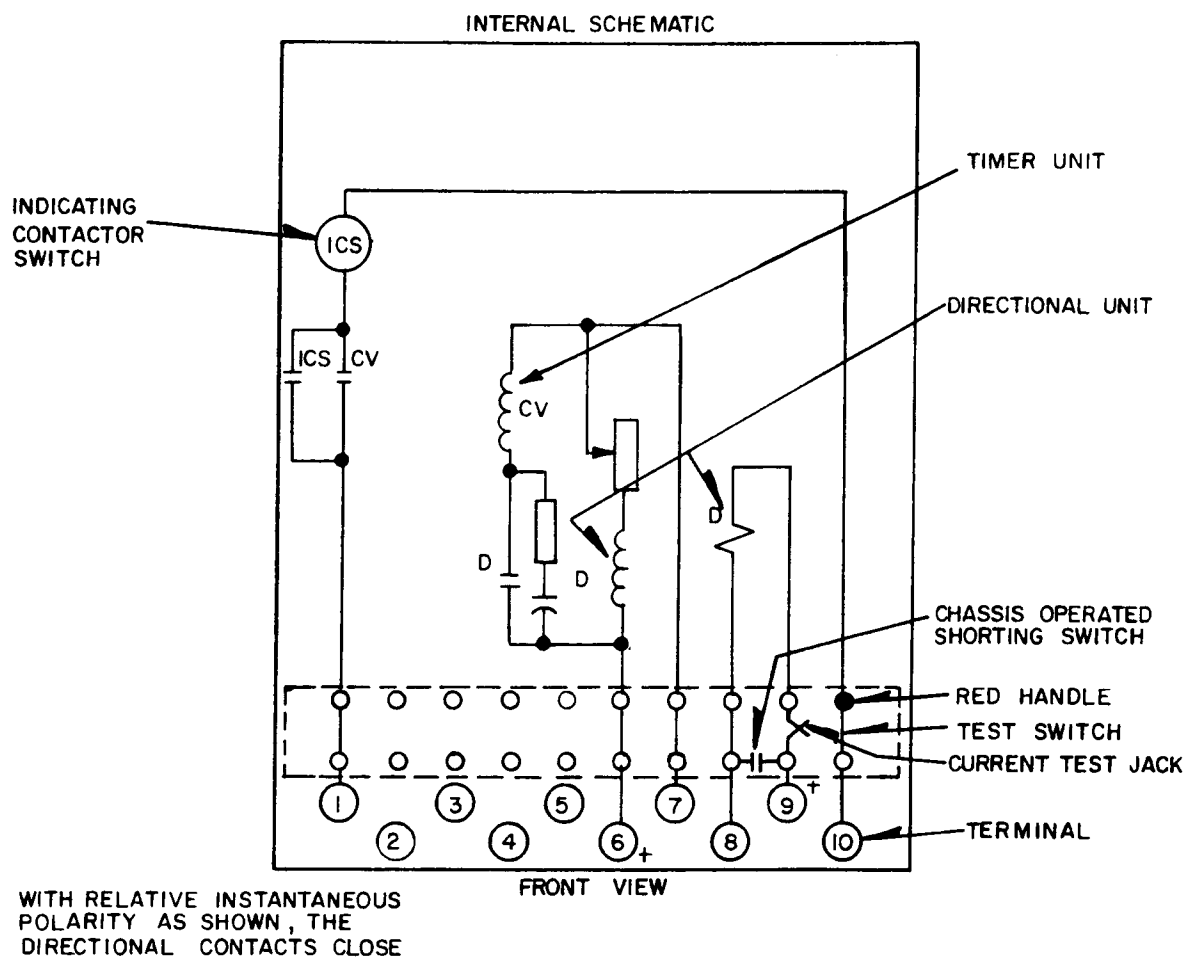 INTERNAL SCHEMATIC
TIMER UNIT
INDICATING
CONTACTOR
SWITCH
ICS
DIRECTIONAL UNIT
ICS CV
CV
D
D
D
CHASSIS OPERATED
SHORTING SWITCH
RED HANDLE
TEST SWITCH
CURRENT TEST JACK
1 3 5 7 9 +
2 4 6 + 8 10
TERMINAL
FRONT VIEW
WITH RELATIVE INSTANTANEOUS
POLARITY AS SHOWN, THE
DIRECTIONAL CONTACTS CLOSE